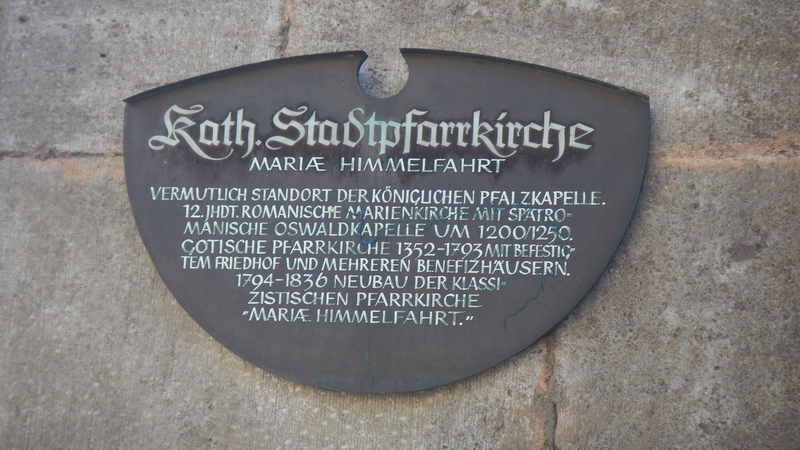 Kath. Stadtpfarrkirche
MARIÆ HIMMELFAHRT
VERMUTLICH STANDORT DER KÖNIGLICHEN PFALZKAPELLE.
12. JHDT. ROMANISCHE MARIENKIRCHE MIT SPÄTRO=
MANISCHE OSWALDKAPELLE UM 1200/1250.
GOTISCHE PFARRKIRCHE 1352-1793 MIT BEFESTIG=
TEM FRIEDHOF UND MEHREREN BENEFIZHÄUSERN.
1794-1836 NEUBAU DER KLASSI=
ZISTISCHEN PFARRKIRCHE
"MARIÆ HIMMELFAHRT."